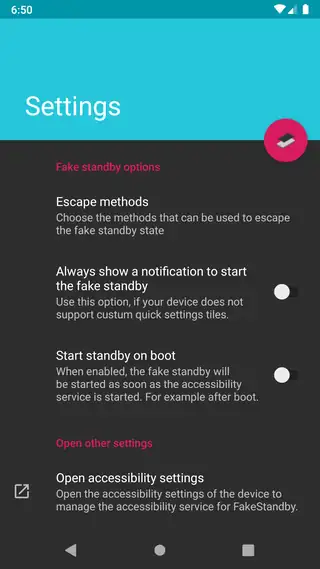 6:50
Settings
Fake standby options
Escape methods
Choose the methods that can be used to escape
the fake standby state
Always show a notification to start
the fake standby
Use this option, if your device does not
support custum quick settings tiles.
Start standby on boot
When enabled, the fake standby will
be started as soon as the accessibility
service is started. For example after boot.
Open other settings
Open accessibility settings
Open the accessibility settings of the device to
manage the accessibility service for FakeStandby.